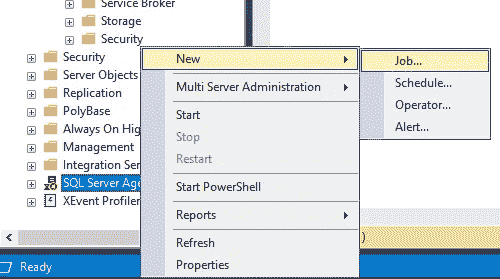 Service Broker
Storage
Security
Security
Server Objects
Replication
PolyBase
Always On Hig
Management
Integration Ser
SQL Server Age
XEvent Profiler
New
Multi Server Administration
Start
Stop
Restart
Start PowerShell
Reports
Refresh
Properties
Job...
Schedule...
Operator...
Alert...
)
Ready